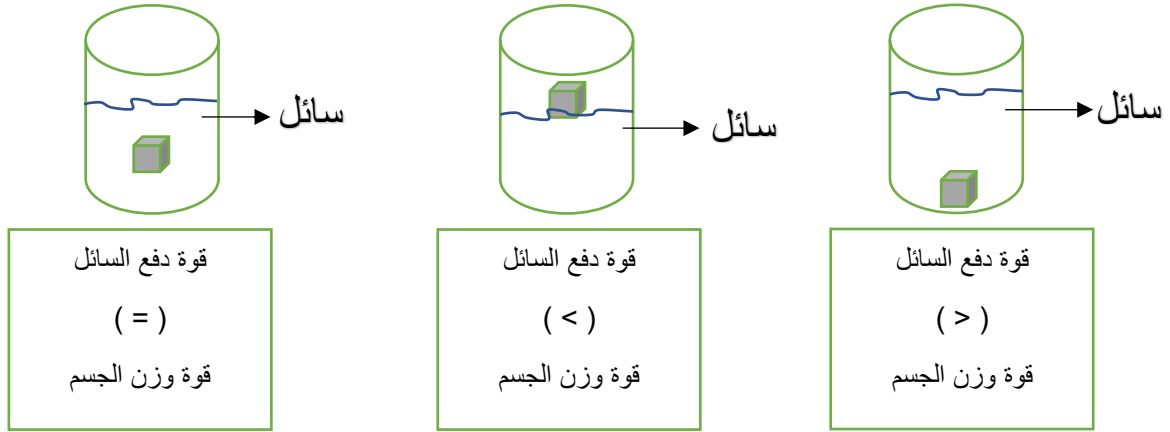 سائل
سائل
سائل
قوة دفع السائل
( > )
قوة وزن الجسم
قوة دفع السائل
( < )
قوة وزن الجسم
قوة دفع السائل
( = )
قوة وزن الجسم